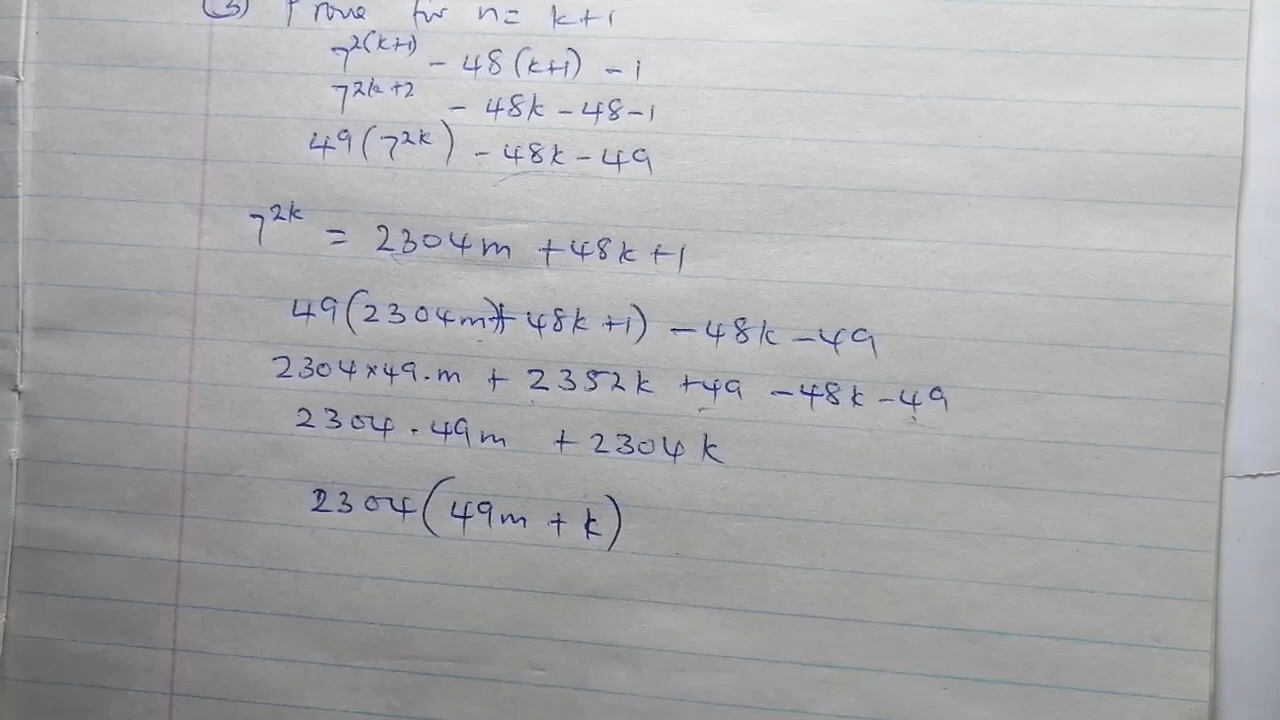 (3) Prove for n = k+1
7^2(k+1) - 48(k+1) - 1
7^2k+2 - 48k - 48 - 1
49(7^2k) - 48k - 49
7^2k = 2304m + 48k + 1
49(2304m + 48k + 1) - 48k - 49
2304×49.m + 2352k + 49 - 48k - 49
2304 . 49m + 2304k
2304(49m + k)